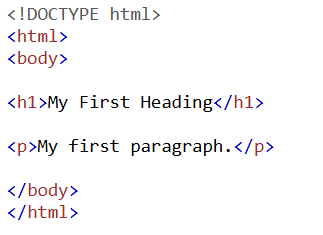 <!DOCTYPE html>
<html>
<body>
<h1>My First Heading</h1>
<p>My first paragraph.</p>
</body>
</html>